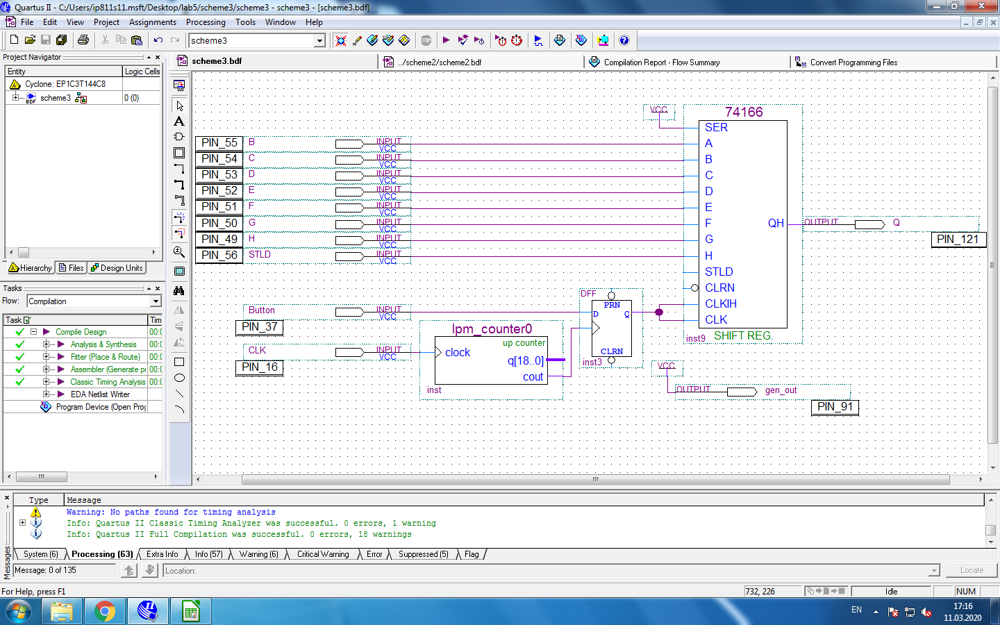 Quartus II - C:/Users/ip811s11.msft/Desktop/lab5/scheme3/scheme3 - scheme3 - [scheme3.bdf]
File Edit View Project Assignments Processing Tools Window Help
scheme3
STOP
Project Navigator
Entity Logic Cells
Cyclone: EP1C3T144C8
BDF scheme3 0 (0)
Hierarchy Files Design Units
Tasks
Flow: Compilation
Task Tim
Compile Design 00:0
Analysis & Synthesis 00:0
Fitter (Place & Route) 00:0
Assembler (Generate pr 00:0
Classic Timing Analysis 00:0
EDA Netlist Writer
Program Device (Open Prog
scheme3.bdf
../scheme2/scheme2.bdf
Compilation Report - Flow Summary
Convert Programming Files
PIN_55 B INPUT VCC
PIN_54 C INPUT VCC
PIN_53 D INPUT VCC
PIN_52 E INPUT VCC
PIN_51 F INPUT VCC
PIN_50 G INPUT VCC
PIN_49 H INPUT VCC
PIN_56 STLD INPUT VCC
VCC
74166
SER
A
B
C
D
E
F QH
G
H
STLD
CLRN
CLKIH
CLK
inst9 SHIFT REG.
OUTPUT Q
PIN_121
Button INPUT VCC
PIN_37
CLK INPUT VCC
PIN_16
lpm_counter0
up counter
clock
q[18..0]
cout
inst
DFF
PRN
D Q
CLRN
inst3
VCC
OUTPUT gen_out
PIN_91
Messages
Type Message
Warning: No paths found for timing analysis
Info: Quartus II Classic Timing Analyzer was successful. 0 errors, 1 warning
Info: Quartus II Full Compilation was successful. 0 errors, 18 warnings
System (6) Processing (63) Extra Info Info (57) Warning (6) Critical Warning Error Suppressed (5) Flag
Message: 0 of 135 Location: Locate
For Help, press F1 732, 226 Idle NUM
EN 17:16
11.03.2020